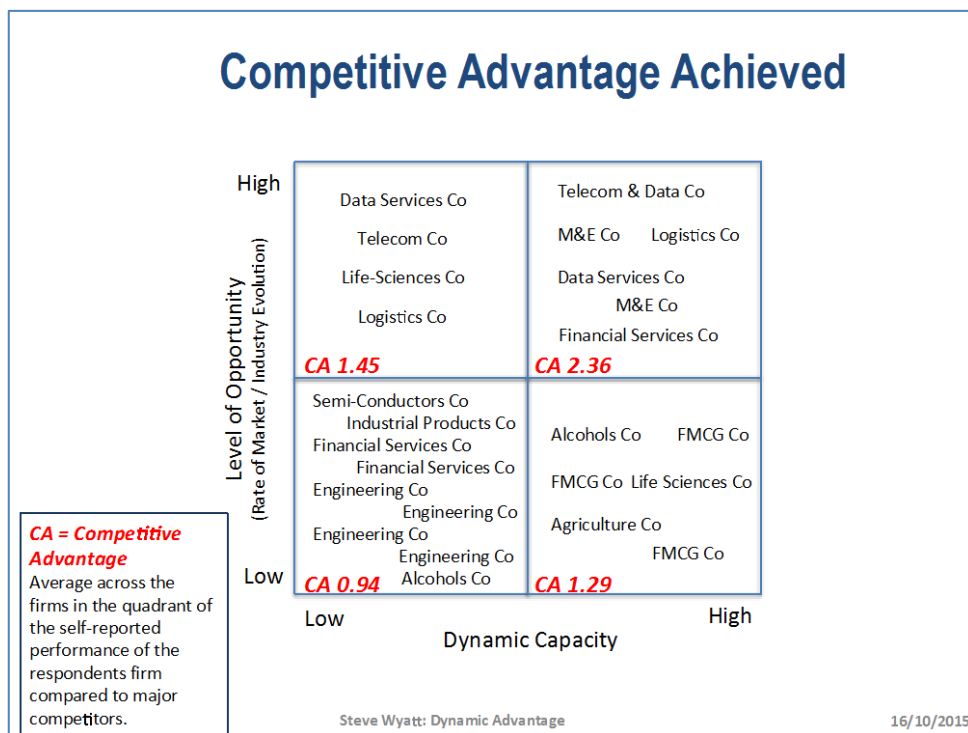 Competitive Advantage Achieved
High
Level of Opportunity
(Rate of Market / Industry Evolution)
Low
Data Services Co
Telecom Co
Life-Sciences Co
Logistics Co
CA 1.45
Telecom & Data Co
M&E Co Logistics Co
Data Services Co
M&E Co
Financial Services Co
CA 2.36
Semi-Conductors Co
Industrial Products Co
Financial Services Co
Financial Services Co
Engineering Co
Engineering Co
Engineering Co
Engineering Co
Alcohols Co
CA 0.94
Alcohols Co FMCG Co
FMCG Co Life Sciences Co
Agriculture Co
FMCG Co
CA 1.29
Low
High
Dynamic Capacity
CA = Competitive
Advantage
Average across the
firms in the quadrant of
the self-reported
performance of the
respondents firm
compared to major
competitors.
Steve Wyatt: Dynamic Advantage
16/10/2015